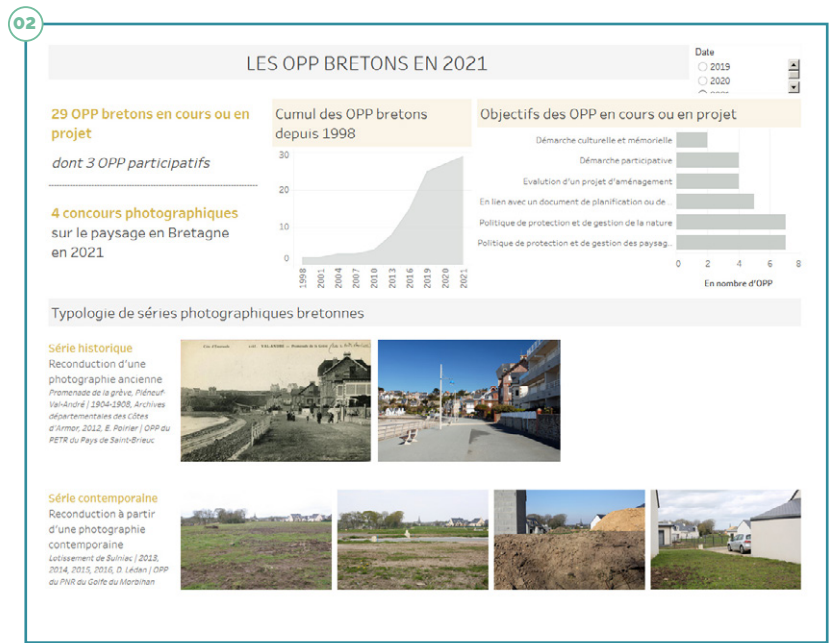 02
LES OPP BRETONS EN 2021
Date
2019
2020
29 OPP bretons en cours ou en
projet
dont 3 OPP participatifs
4 concours photographiques
sur le paysage en Bretagne
en 2021
Cumul des OPP bretons
depuis 1998
30
20
10
0
1998
2001
2004
2007
2010
2013
2016
2019
2020
2021
Objectifs des OPP en cours ou en projet
Démarche culturelle et mémorielle
Démarche participative
Evalution d'un projet d'aménagement
En lien avec un document de planification ou de ...
Politique de protection et de gestion de la nature
Politique de protection et de gestion des paysag...
0 2 4 6 8
En nombre d'OPP
Typologie de séries photographiques bretonnes
Série historique
Reconduction d'une
photographie ancienne
Promenade de la grève, Pléneuf-
Val-André | 1904-1908, Archives
départementales des Côtes
d'Armor, 2012, E. Poirier | OPP du
PETR du Pays de Saint-Brieuc
VAL-ANDRÉ
Série contemporaine
Reconduction à partir
d'une photographie
contemporaine
Lotissement de Sulniac | 2013,
2014, 2015, 2016, D. Lédan | OPP
du PNR du Golfe du Morbihan